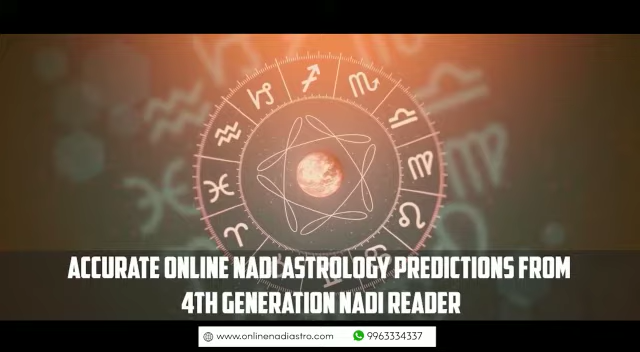 ACCURATE ONLINE NADI ASTROLOGY PREDICTIONS FROM
4TH GENERATION NADI READER
www.onlinenadiastro.com 9963334337